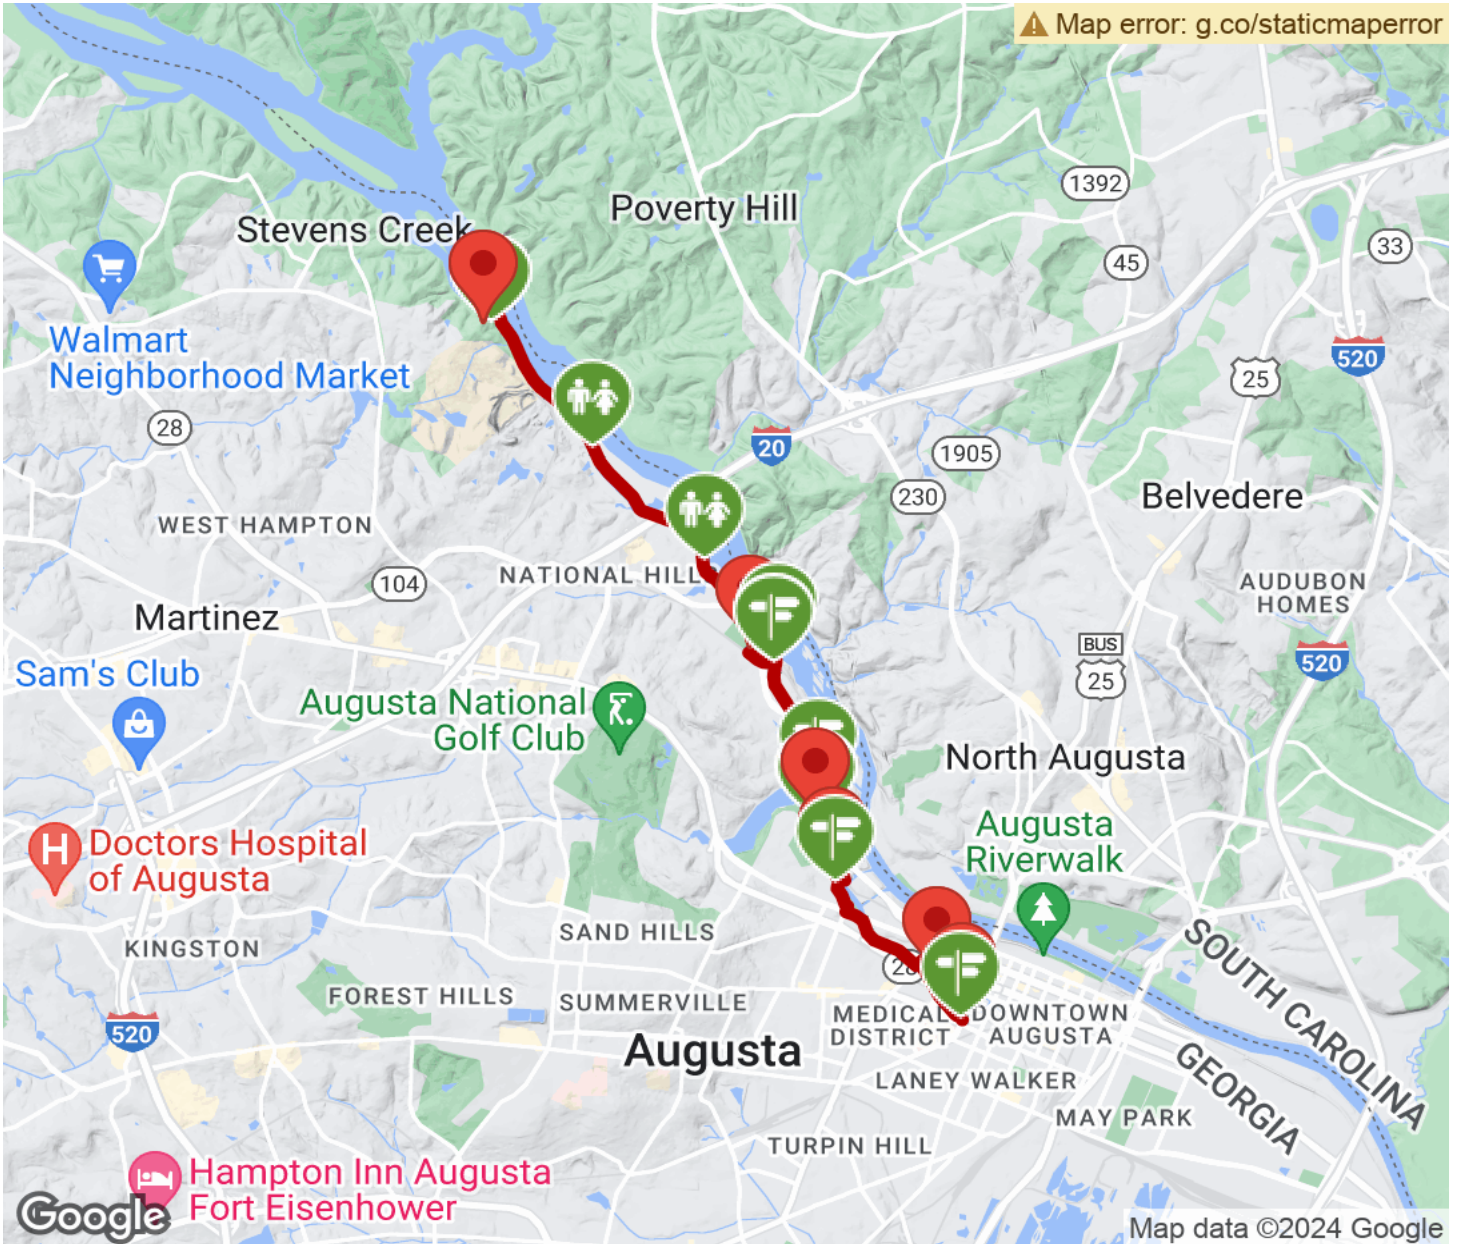 Map error: g.co/staticmaperror
1392
Poverty Hill
Stevens Creek
33
45
Walmart
Neighborhood Market
520
25
28
20
1905
230
Belvedere
WEST HAMPTON
NATIONAL HILL
104
AUDUBON
HOMES
Martinez
BUS
25
520
Sam's Club
Augusta National
Golf Club
North Augusta
Augusta
Riverwalk
H
Doctors Hospital
of Augusta
SAND HILLS
KINGSTON
SOUTH CAROLINA
28
FOREST HILLS
SUMMERVILLE
MEDICAL
DISTRICT
DOWNTOWN
AUGUSTA
520
Augusta
GEORGIA
LANEY WALKER
MAY PARK
TURPIN HILL
Hampton Inn Augusta
Fort Eisenhower
Google
Map data ©2024 Google